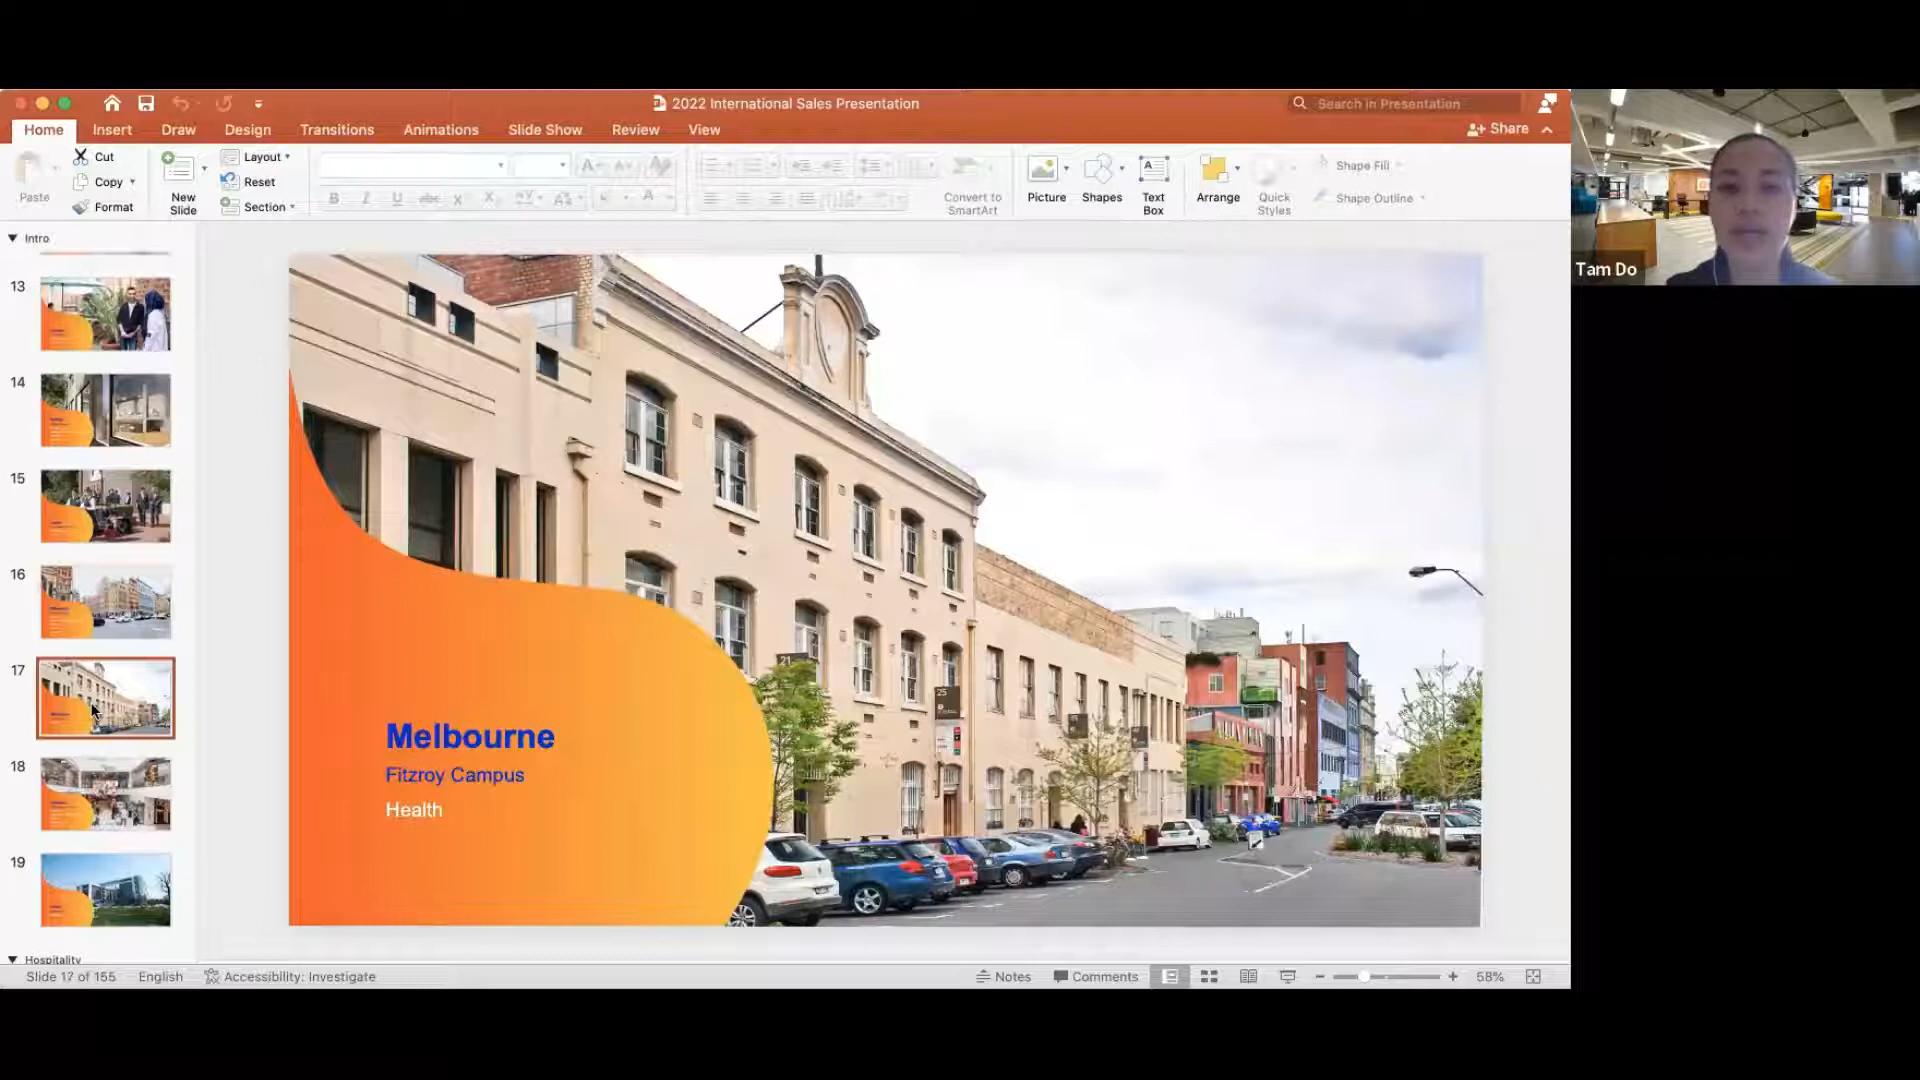 2022 International Sales Presentation
Search in Presentation
Home Insert Draw Design Transitions Animations Slide Show Review View
Share
Paste
Cut
Copy
Format
New Slide
Layout
Reset
Section
Convert to SmartArt
Picture
Shapes
Text Box
Arrange
Quick Styles
Shape Fill
Shape Outline
Tam Do
Intro
13
14
15
16
17
18
19
Hospitality
21
25
Melbourne
Fitzroy Campus
Health
Slide 17 of 155 English Accessibility: Investigate
Notes Comments 58%